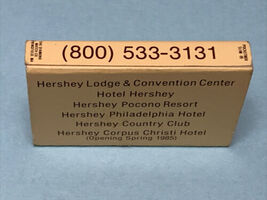 (800) 533-3131
Hershey Lodge & Convention Center
Hotel Hershey
Hershey Pocono Resort
Hershey Philadelphia Hotel
Hershey Country Club
Hershey Corpus Christi Hotel
(Opening Spring 1985)